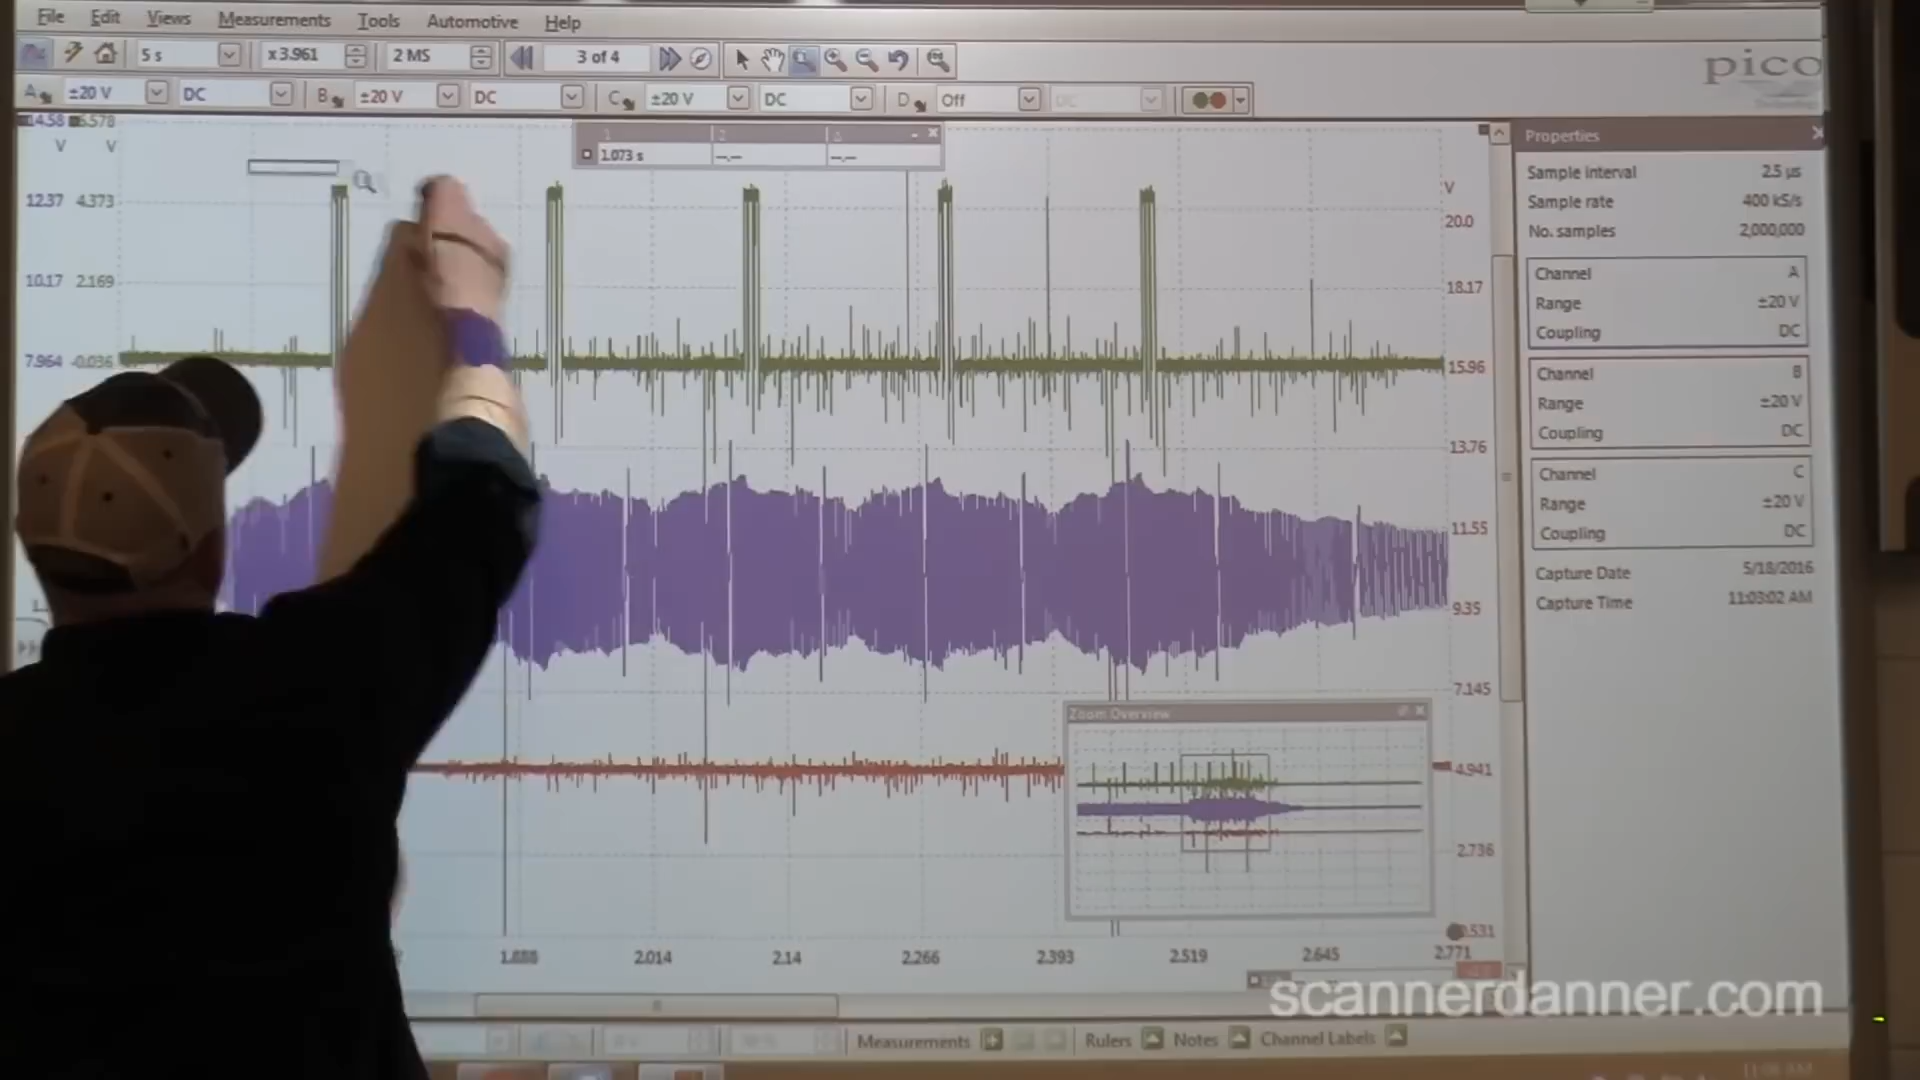 File Edit Views Measurements Tools Automotive Help
5 s x 3.961 2 MS 3 of 4
pico
A ±20 V DC B ±20 V DC C ±20 V DC D Off DC
14.58 6.578
V V
12.37 4.373
10.17 2.169
7.964 -0.036
1.073 s --.-- --.--
V
20.0
18.17
15.96
13.76
11.55
9.35
7.145
4.941
2.736
1.888 2.014 2.14 2.266 2.393 2.519 2.645 2.771
Zoom Overview
Properties
Sample interval 2.5 µs
Sample rate 400 kS/s
No. samples 2,000,000
Channel A
Range ±20 V
Coupling DC
Channel B
Range ±20 V
Coupling DC
Channel C
Range ±20 V
Coupling DC
Capture Date 5/18/2016
Capture Time 11:03:02 AM
scannerdanner.com
Measurements Rulers Notes Channel Labels